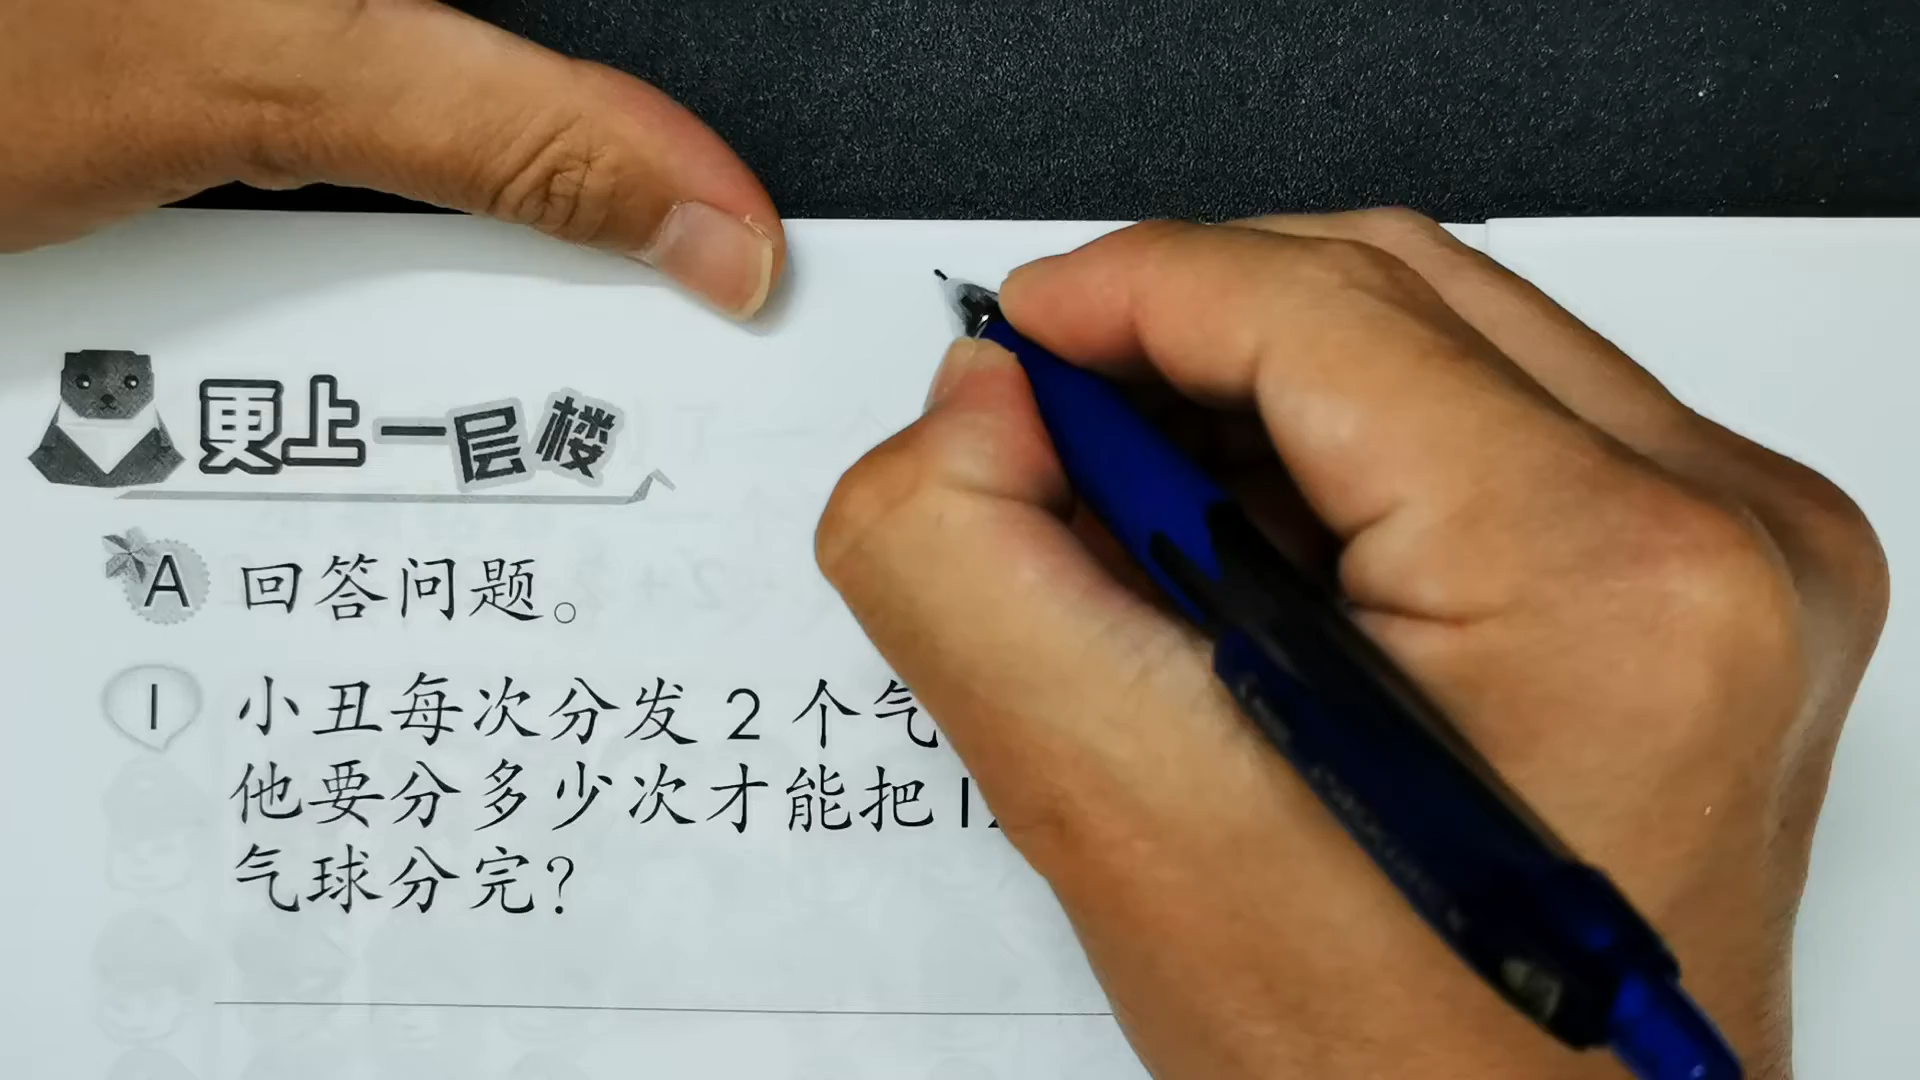 更上一层楼
A 回答问题。
1 小丑每次分发 2 个气
他要分多少次才能把 1
气球分完?